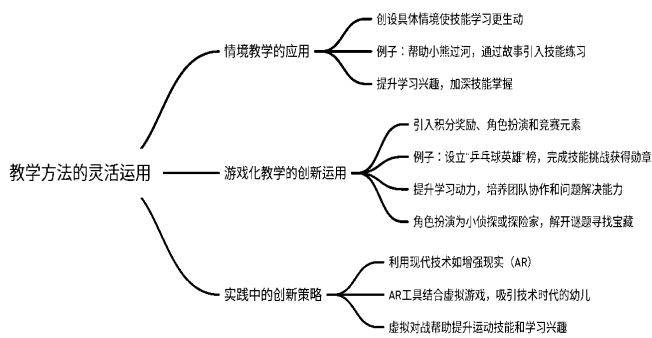 教学方法的灵活运用
情境教学的应用
创设具体情境使技能学习更生动
例子：帮助小熊过河，通过故事引入技能练习
提升学习兴趣，加深技能掌握
游戏化教学的创新运用
引入积分奖励、角色扮演和竞赛元素
例子：设立“乒乓球英雄”榜，完成技能挑战获得勋章
提升学习动力，培养团队协作和问题解决能力
角色扮演为小侦探或探险家，解开谜题寻找宝藏
实践中的创新策略
利用现代技术如增强现实（AR）
AR工具结合虚拟游戏，吸引技术时代的幼儿
虚拟对战帮助提升运动技能和学习兴趣